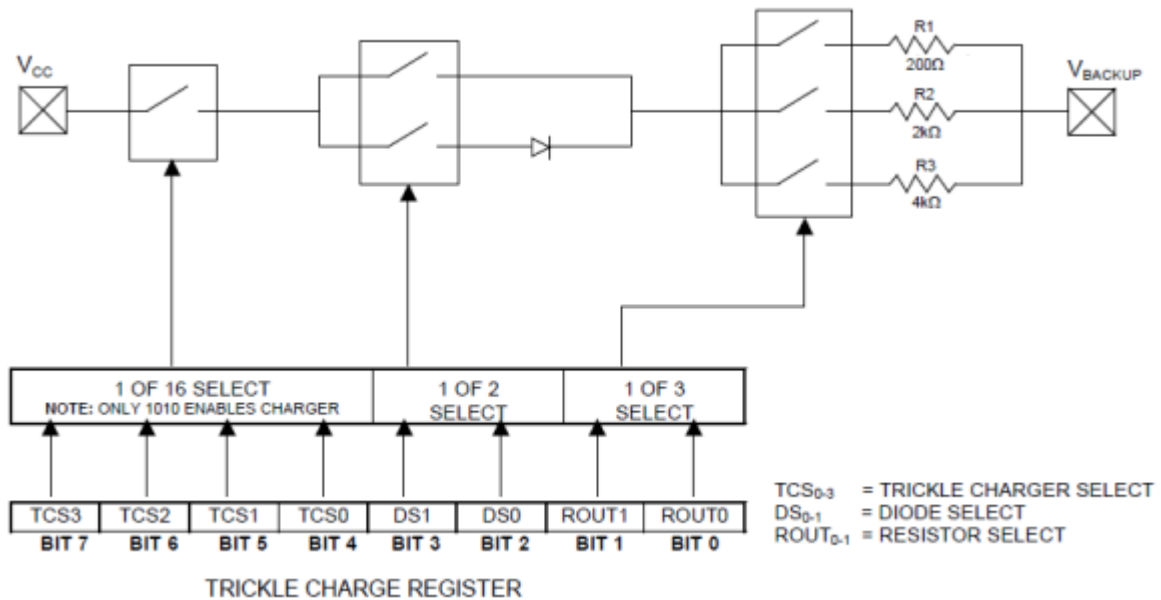 V_CC
R1
200Ω
R2
2kΩ
R3
4kΩ
V_BACKUP
1 OF 16 SELECT
NOTE: ONLY 1010 ENABLES CHARGER
1 OF 2
SELECT
1 OF 3
SELECT
TCS3 TCS2 TCS1 TCS0 DS1 DS0 ROUT1 ROUT0
BIT 7 BIT 6 BIT 5 BIT 4 BIT 3 BIT 2 BIT 1 BIT 0
TCS0-3 = TRICKLE CHARGER SELECT
DS0-1 = DIODE SELECT
ROUT0-1 = RESISTOR SELECT
TRICKLE CHARGE REGISTER